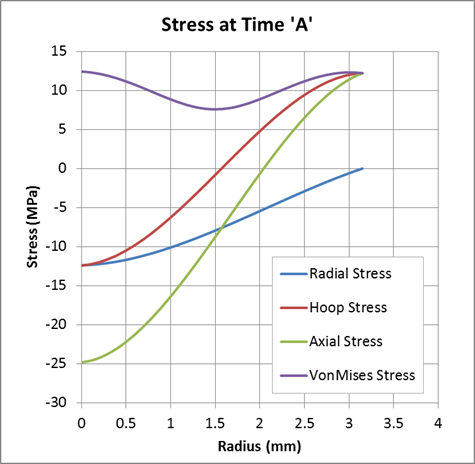 Stress at Time 'A'
15
10
5
0
-5
-10
-15
-20
-25
-30
Stress (MPa)
Radial Stress
Hoop Stress
Axial Stress
VonMises Stress
0 0.5 1 1.5 2 2.5 3 3.5 4
Radius (mm)